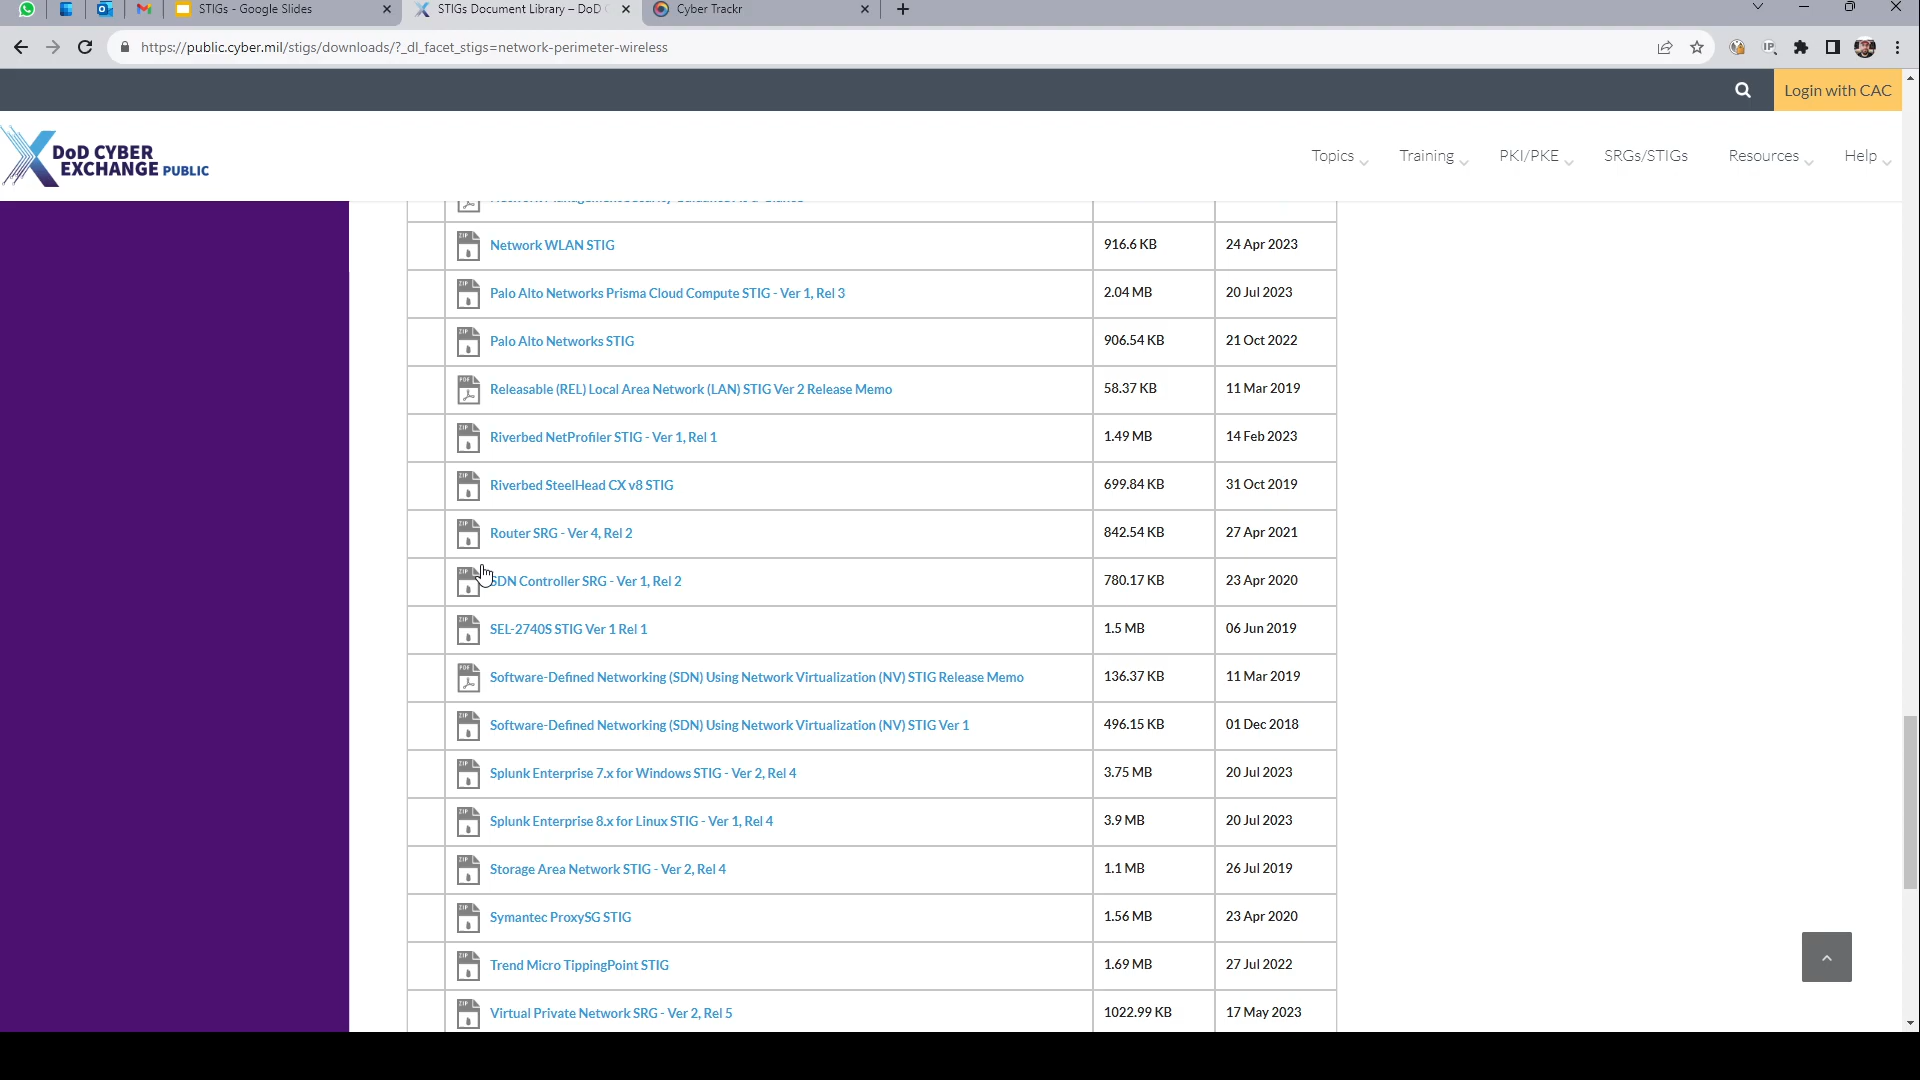 STIGs - Google Slides
STIGs Document Library – DoD
Cyber Trackr
https://public.cyber.mil/stigs/downloads/?_dl_facet_stigs=network-perimeter-wireless
Login with CAC
DoD CYBER
EXCHANGE PUBLIC
Topics
Training
PKI/PKE
SRGs/STIGs
Resources
Help
Network WLAN STIG 916.6 KB 24 Apr 2023
Palo Alto Networks Prisma Cloud Compute STIG - Ver 1, Rel 3 2.04 MB 20 Jul 2023
Palo Alto Networks STIG 906.54 KB 21 Oct 2022
Releasable (REL) Local Area Network (LAN) STIG Ver 2 Release Memo 58.37 KB 11 Mar 2019
Riverbed NetProfiler STIG - Ver 1, Rel 1 1.49 MB 14 Feb 2023
Riverbed SteelHead CX v8 STIG 699.84 KB 31 Oct 2019
Router SRG - Ver 4, Rel 2 842.54 KB 27 Apr 2021
SDN Controller SRG - Ver 1, Rel 2 780.17 KB 23 Apr 2020
SEL-2740S STIG Ver 1 Rel 1 1.5 MB 06 Jun 2019
Software-Defined Networking (SDN) Using Network Virtualization (NV) STIG Release Memo 136.37 KB 11 Mar 2019
Software-Defined Networking (SDN) Using Network Virtualization (NV) STIG Ver 1 496.15 KB 01 Dec 2018
Splunk Enterprise 7.x for Windows STIG - Ver 2, Rel 4 3.75 MB 20 Jul 2023
Splunk Enterprise 8.x for Linux STIG - Ver 1, Rel 4 3.9 MB 20 Jul 2023
Storage Area Network STIG - Ver 2, Rel 4 1.1 MB 26 Jul 2019
Symantec ProxySG STIG 1.56 MB 23 Apr 2020
Trend Micro TippingPoint STIG 1.69 MB 27 Jul 2022
Virtual Private Network SRG - Ver 2, Rel 5 1022.99 KB 17 May 2023